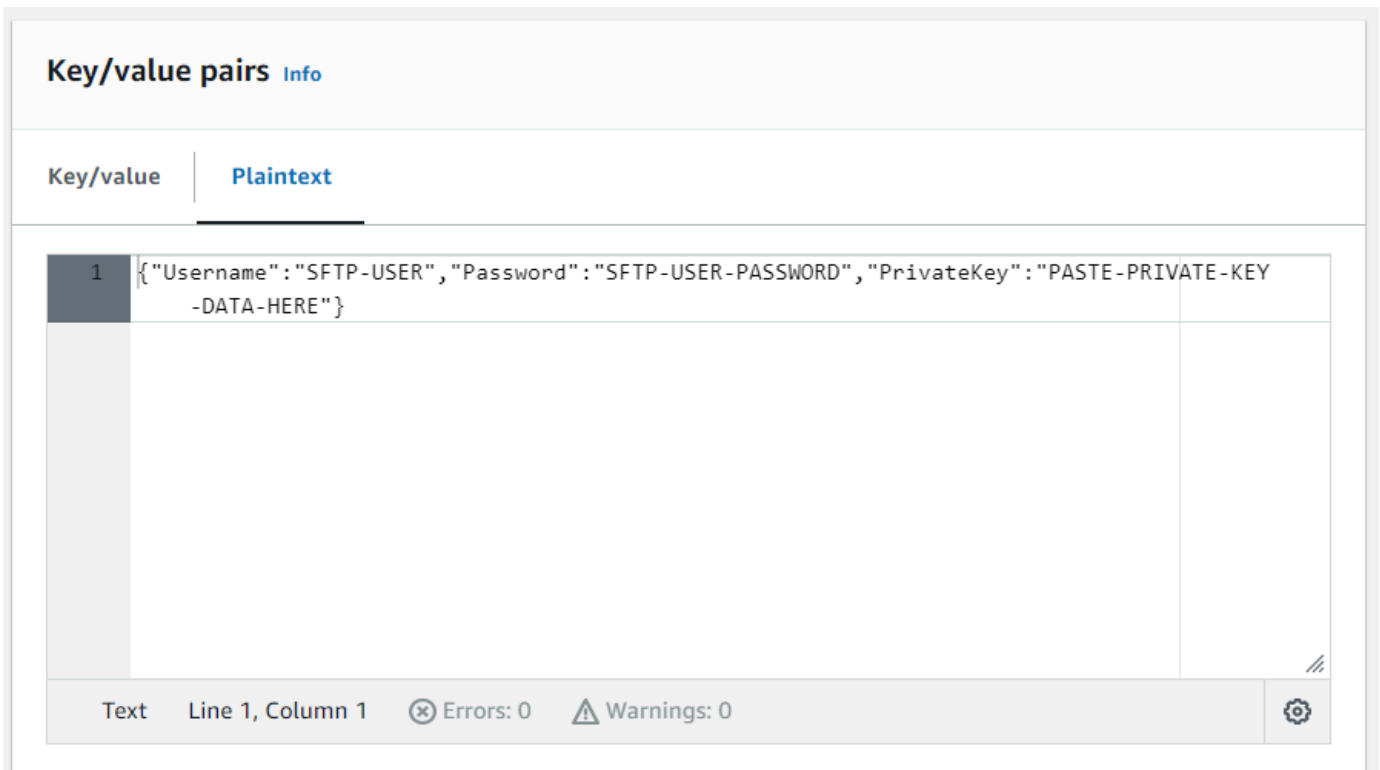 Key/value pairs Info
Key/value Plaintext
1 {"Username":"SFTP-USER","Password":"SFTP-USER-PASSWORD","PrivateKey":"PASTE-PRIVATE-KEY
-DATA-HERE"}
Text Line 1, Column 1 Errors: 0 Warnings: 0